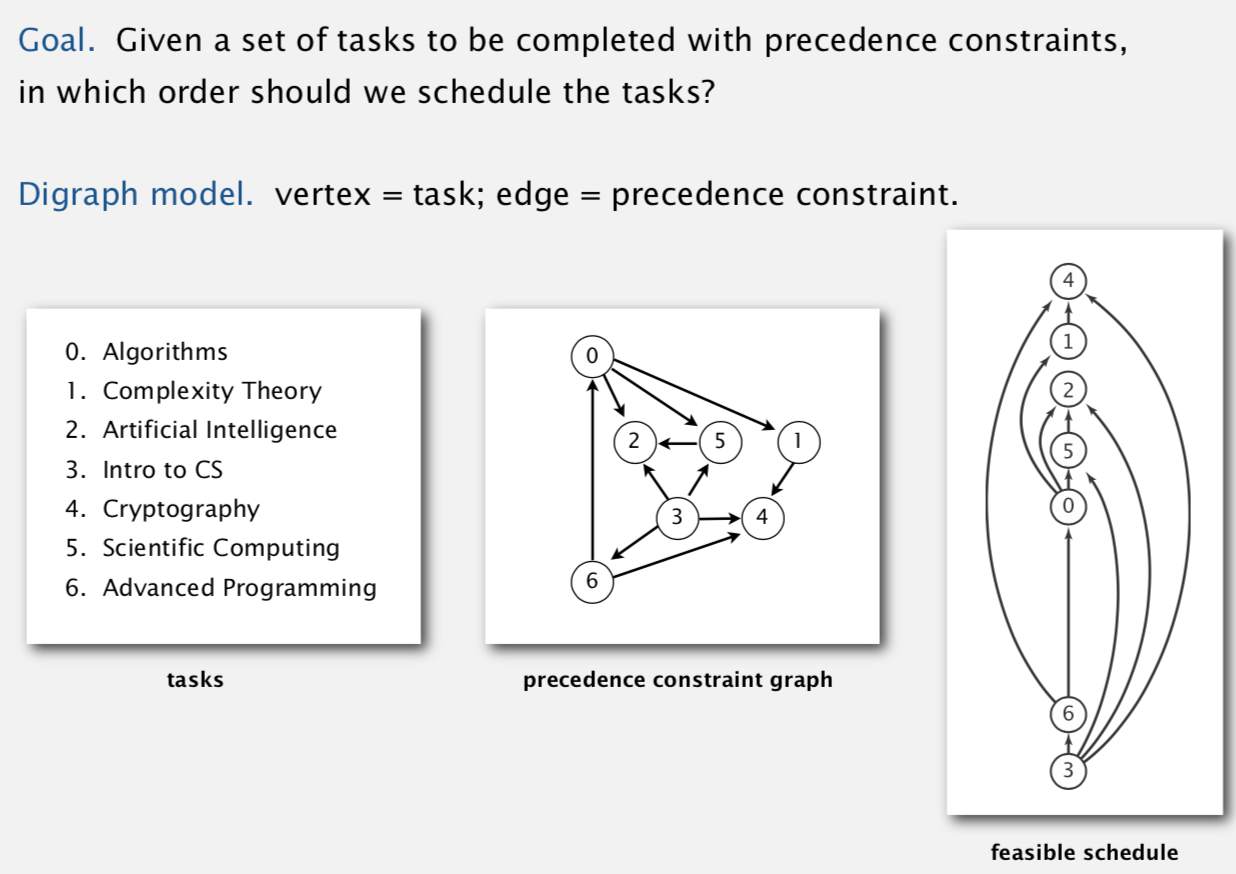 Goal. Given a set of tasks to be completed with precedence constraints,
in which order should we schedule the tasks?
Digraph model. vertex = task; edge = precedence constraint.
0. Algorithms
1. Complexity Theory
2. Artificial Intelligence
3. Intro to CS
4. Cryptography
5. Scientific Computing
6. Advanced Programming
tasks
0
2 5 1
3 4
6
precedence constraint graph
4
1
2
5
0
6
3
feasible schedule